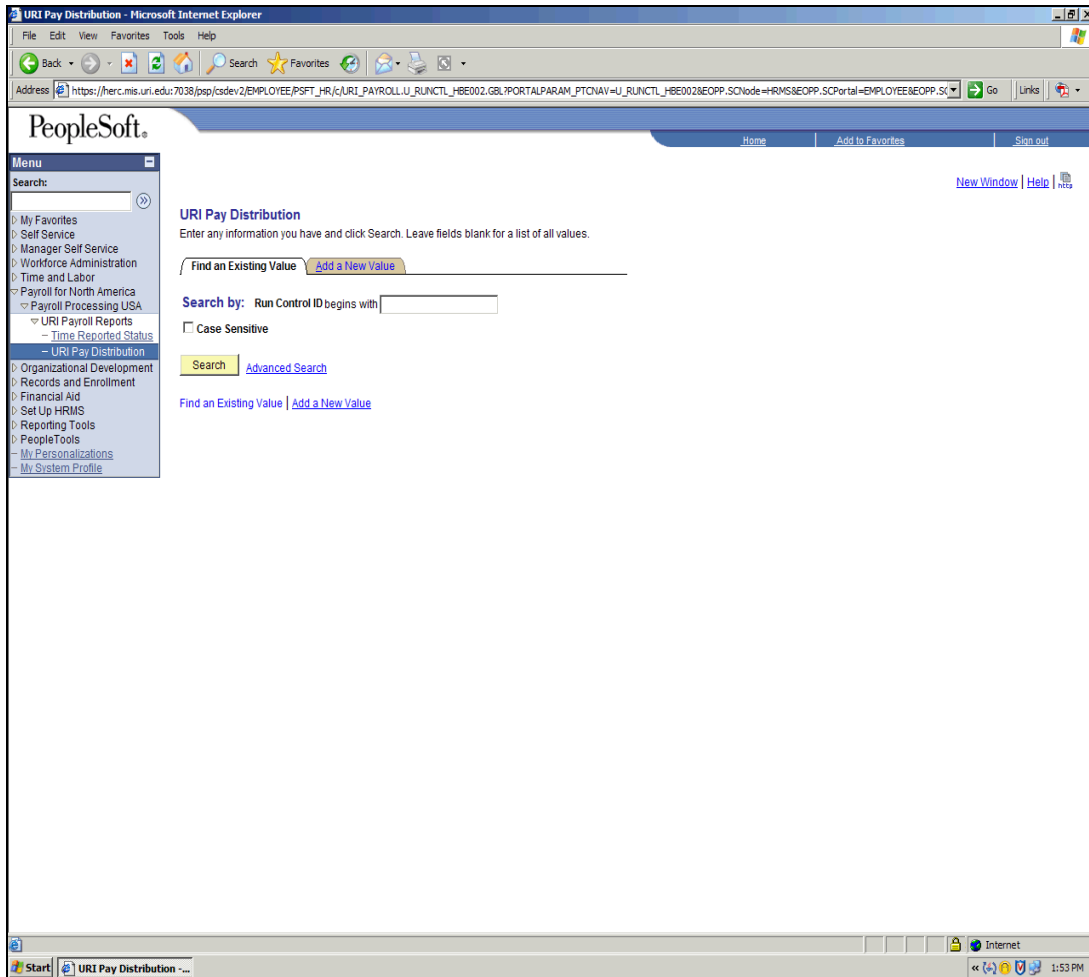 URI Pay Distribution - Microsoft Internet Explorer
File Edit View Favorites Tools Help
Back Search Favorites
Address https://herc.mis.uri.edu:7038/psp/csdev2/EMPLOYEE/PSFT_HR/c/URI_PAYROLL.U_RUNCTL_HBE002.GBL?PORTALPARAM_PTCNAV=U_RUNCTL_HBE002&EOPP.SCNode=HRMS&EOPP.SCPortal=EMPLOYEE&EOPP.SC Go Links
PeopleSoft.
Home Add to Favorites Sign out
Menu
New Window | Help | http
Search:
My Favorites
Self Service
Manager Self Service
Workforce Administration
Time and Labor
Payroll for North America
Payroll Processing USA
URI Payroll Reports
– Time Reported Status
– URI Pay Distribution
Organizational Development
Records and Enrollment
Financial Aid
Set Up HRMS
Reporting Tools
PeopleTools
– My Personalizations
– My System Profile
URI Pay Distribution
Enter any information you have and click Search. Leave fields blank for a list of all values.
Find an Existing Value Add a New Value
Search by: Run Control ID begins with
Case Sensitive
Search Advanced Search
Find an Existing Value | Add a New Value
Internet
Start URI Pay Distribution -... « 1:53 PM